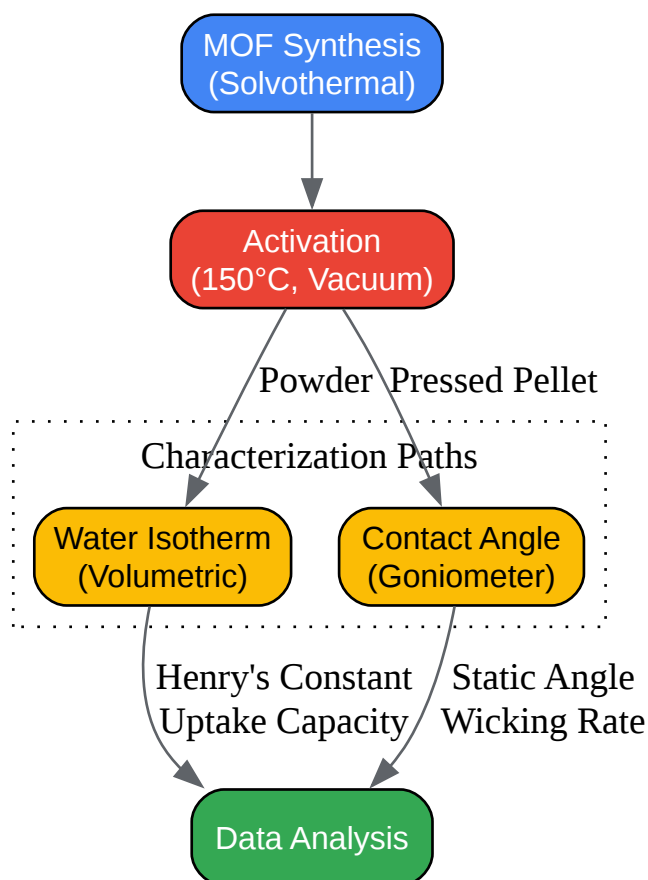 MOF Synthesis
(Solvothermal)
Activation
(150°C, Vacuum)
Powder
Pressed Pellet
Characterization Paths
Water Isotherm
(Volumetric)
Contact Angle
(Goniometer)
Henry's Constant
Uptake Capacity
Static Angle
Wicking Rate
Data Analysis